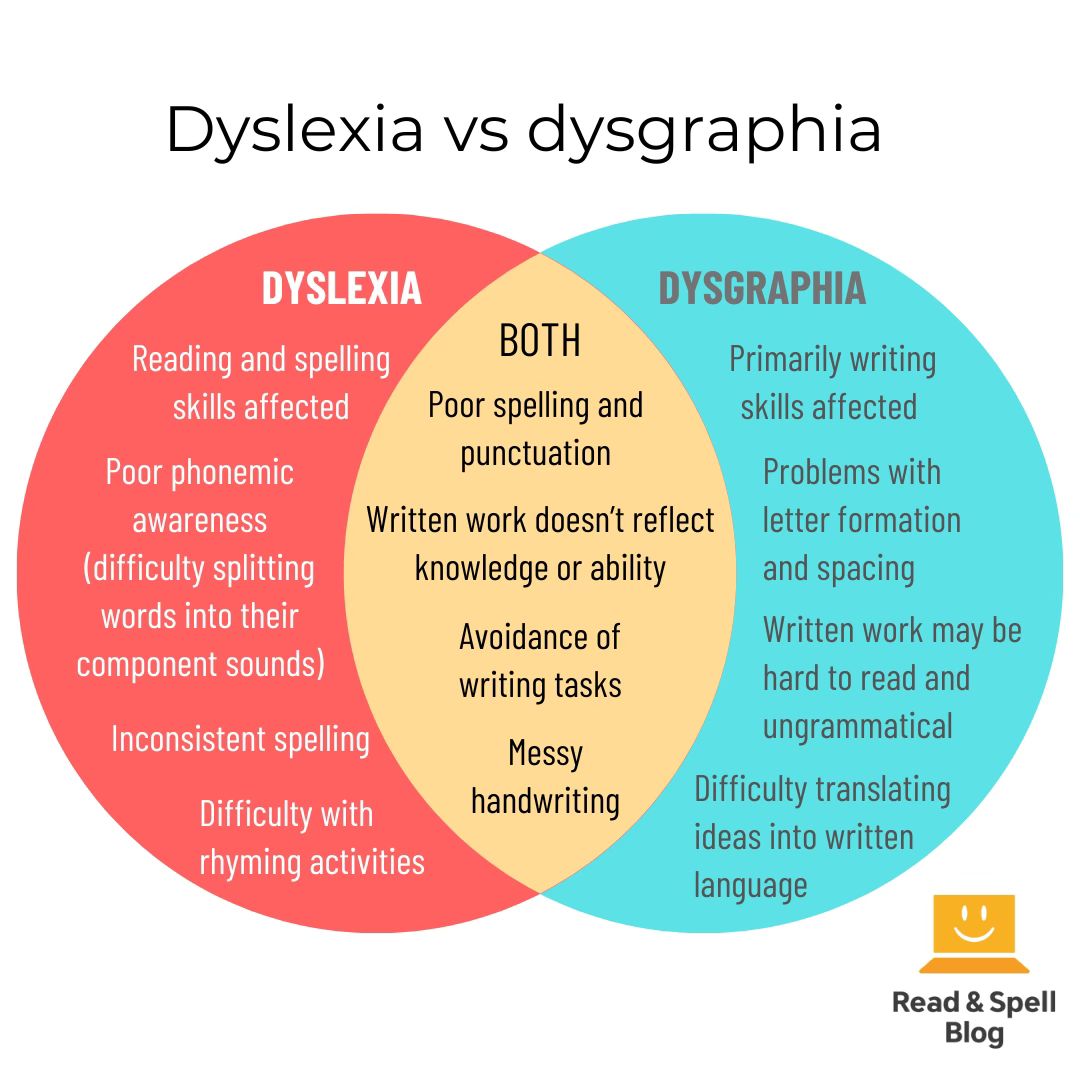 Dyslexia vs dysgraphia
DYSLEXIA
Reading and spelling
skills affected
Poor phonemic
awareness
(difficulty splitting
words into their
component sounds)
Inconsistent spelling
Difficulty with
rhyming activities
BOTH
Poor spelling and
punctuation
Written work doesn’t reflect
knowledge or ability
Avoidance of
writing tasks
Messy
handwriting
DYSGRAPHIA
Primarily writing
skills affected
Problems with
letter formation
and spacing
Written work may be
hard to read and
ungrammatical
Difficulty translating
ideas into written
language
Read & Spell
Blog